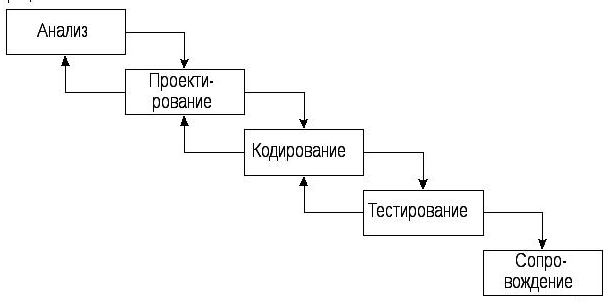 Анализ
Проекти-
рование
Кодирование
Тестирование
Сопро-
вождение